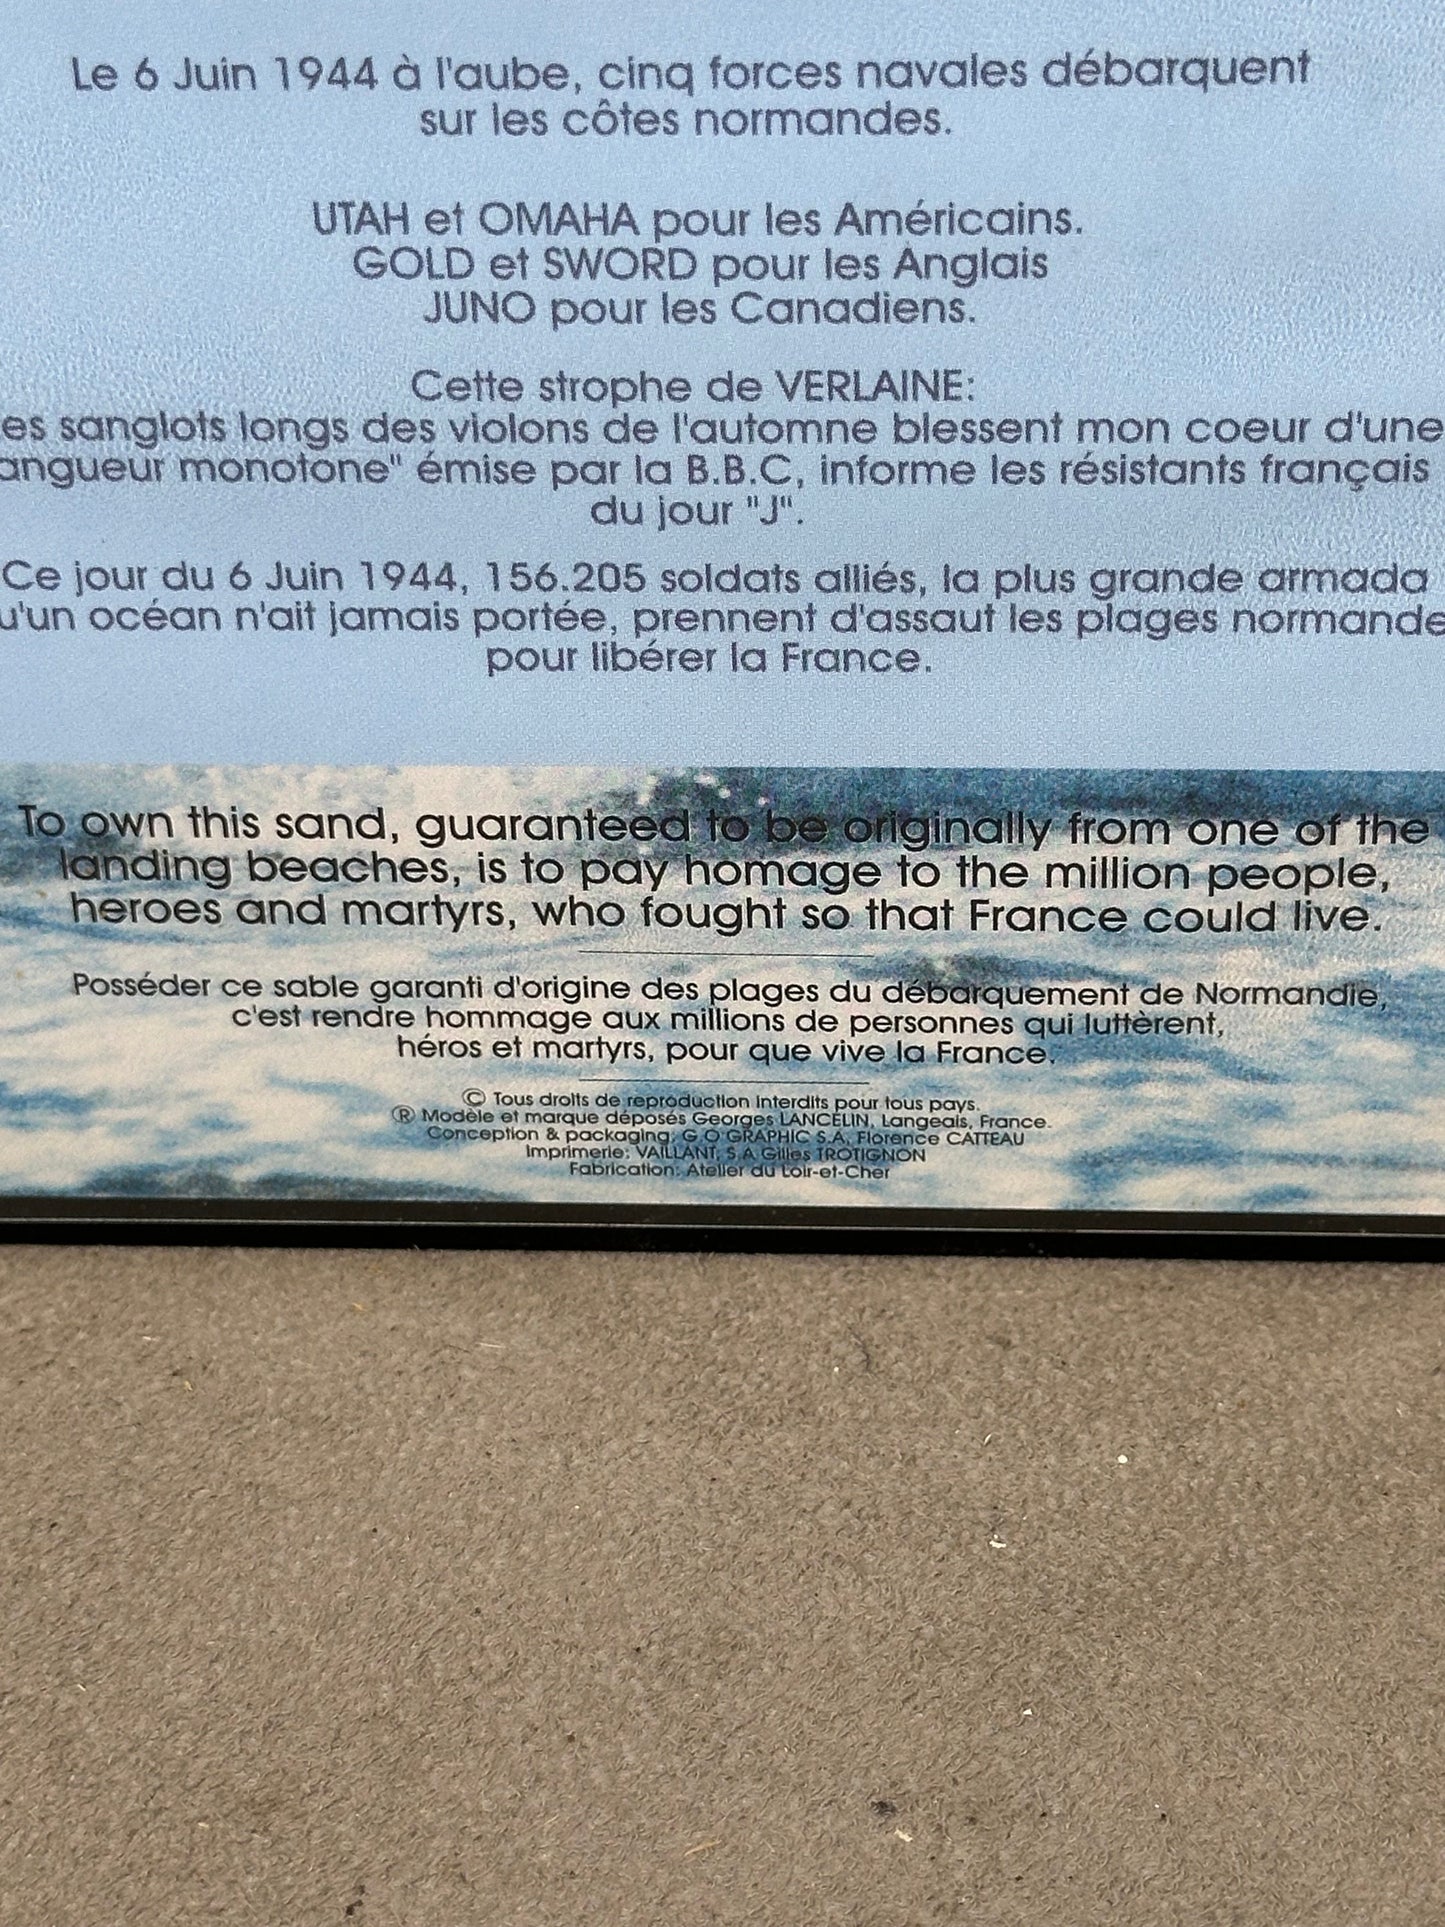 Le 6 Juin 1944 à l'aube, cinq forces navales débarquent
sur les côtes normandes.
UTAH et OMAHA pour les Américains.
GOLD et SWORD pour les Anglais
JUNO pour les Canadiens.
Cette strophe de VERLAINE:
es sanglots longs des violons de l'automne blessent mon coeur d'une
angueur monotone" émise par la B.B.C, informe les résistants français
du jour "J".
Ce jour du 6 Juin 1944, 156.205 soldats alliés, la plus grande armada
u'un océan n'ait jamais portée, prennent d'assaut les plages normande
pour libérer la France.
To own this sand, guaranteed to be originally from one of the
landing beaches, is to pay homage to the million people,
heroes and martyrs, who fought so that France could live.
Posséder ce sable garanti d'origine des plages du débarquement de Normandie,
c'est rendre hommage aux millions de personnes qui luttèrent,
héros et martyrs, pour que vive la France.
© Tous droits de reproduction interdits pour tous pays.
® Modèle et marque déposés Georges LANCELIN, Langeais, France.
Conception & packaging: G O GRAPHIC S.A, Florence CATTEAU
Imprimerie: VAILLANT, S.A Gilles TROTIGNON
Fabrication: Atelier du Loir-et-Cher